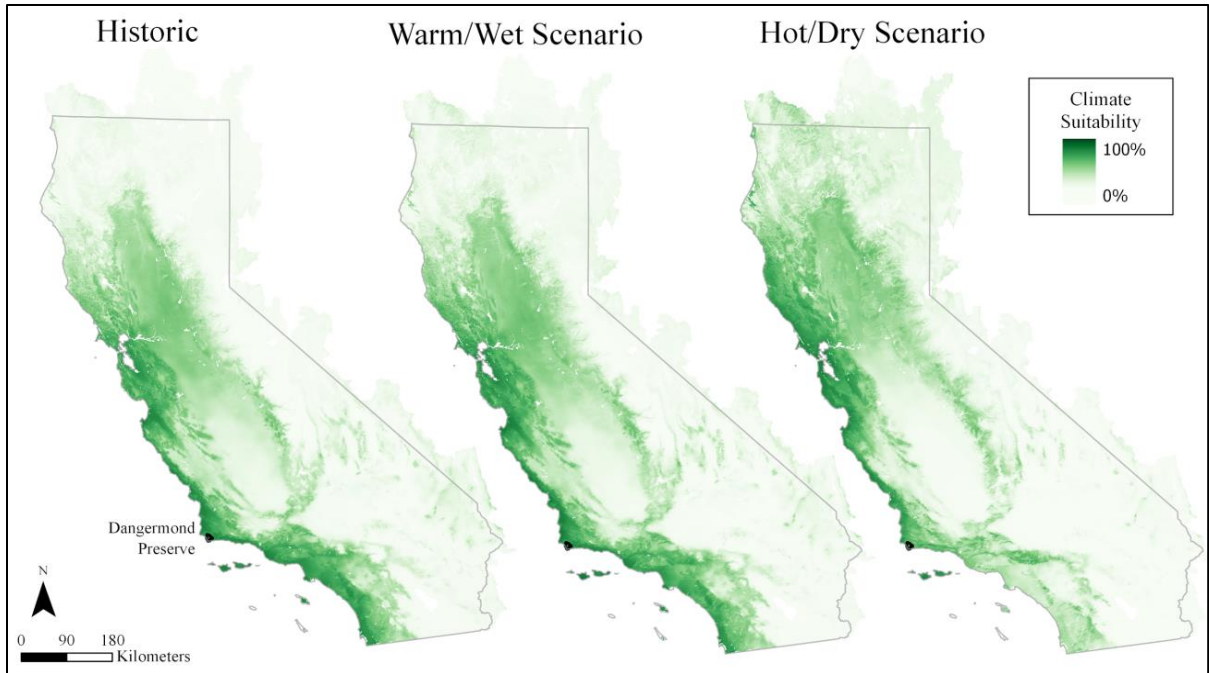 Historic
Warm/Wet Scenario
Hot/Dry Scenario
Climate
Suitability
100%
0%
Dangermond
Preserve
N
0 90 180
Kilometers